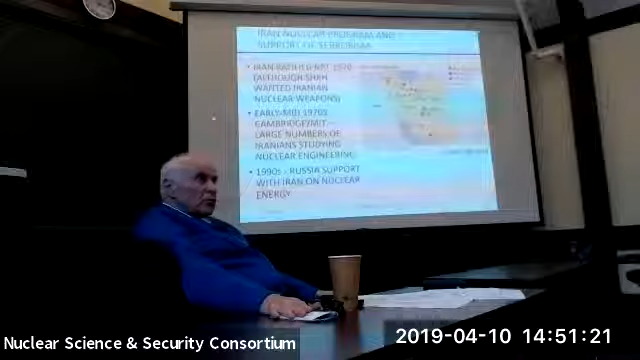 IRAN NUCLEAR PROGRAM AND
SUPPORT OF TERRORISM
• IRAN RATIFIED NPT 1970
(ALTHOUGH SHAH
WANTED IRANIAN
NUCLEAR WEAPONS)
• EARLY-MID 1970S
CAMBRIDGE/MIT –
LARGE NUMBERS OF
IRANIANS STUDYING
NUCLEAR ENGINEERING
• 1990s - RUSSIA SUPPORT
WITH IRAN ON NUCLEAR
ENERGY
Nuclear Science & Security Consortium
2019-04-10 14:51:21